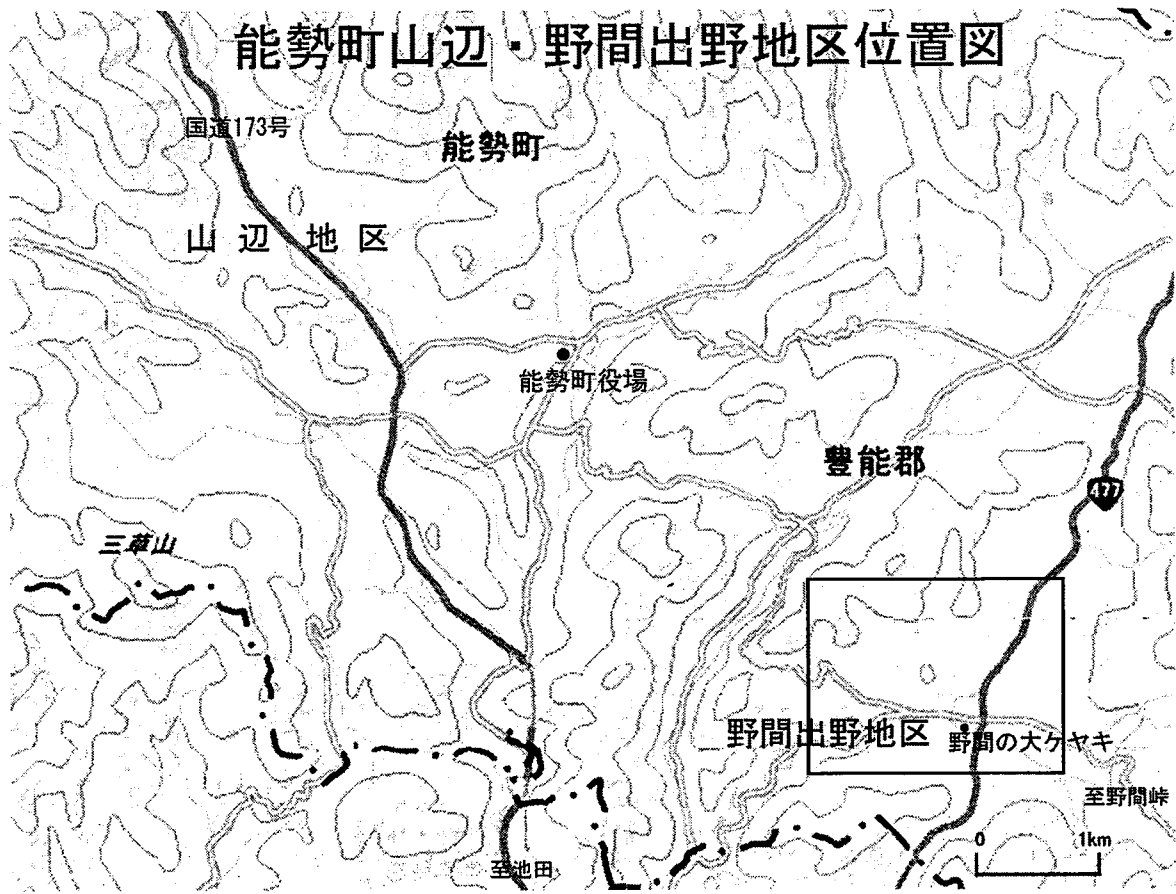 能勢町山辺・野間出野地区位置図
国道173号
能勢町
山辺 地区
能勢町役場
豊能郡
477
三草山
野間出野地区
野間の大ケヤキ
至野間峠
0 1km
至池田